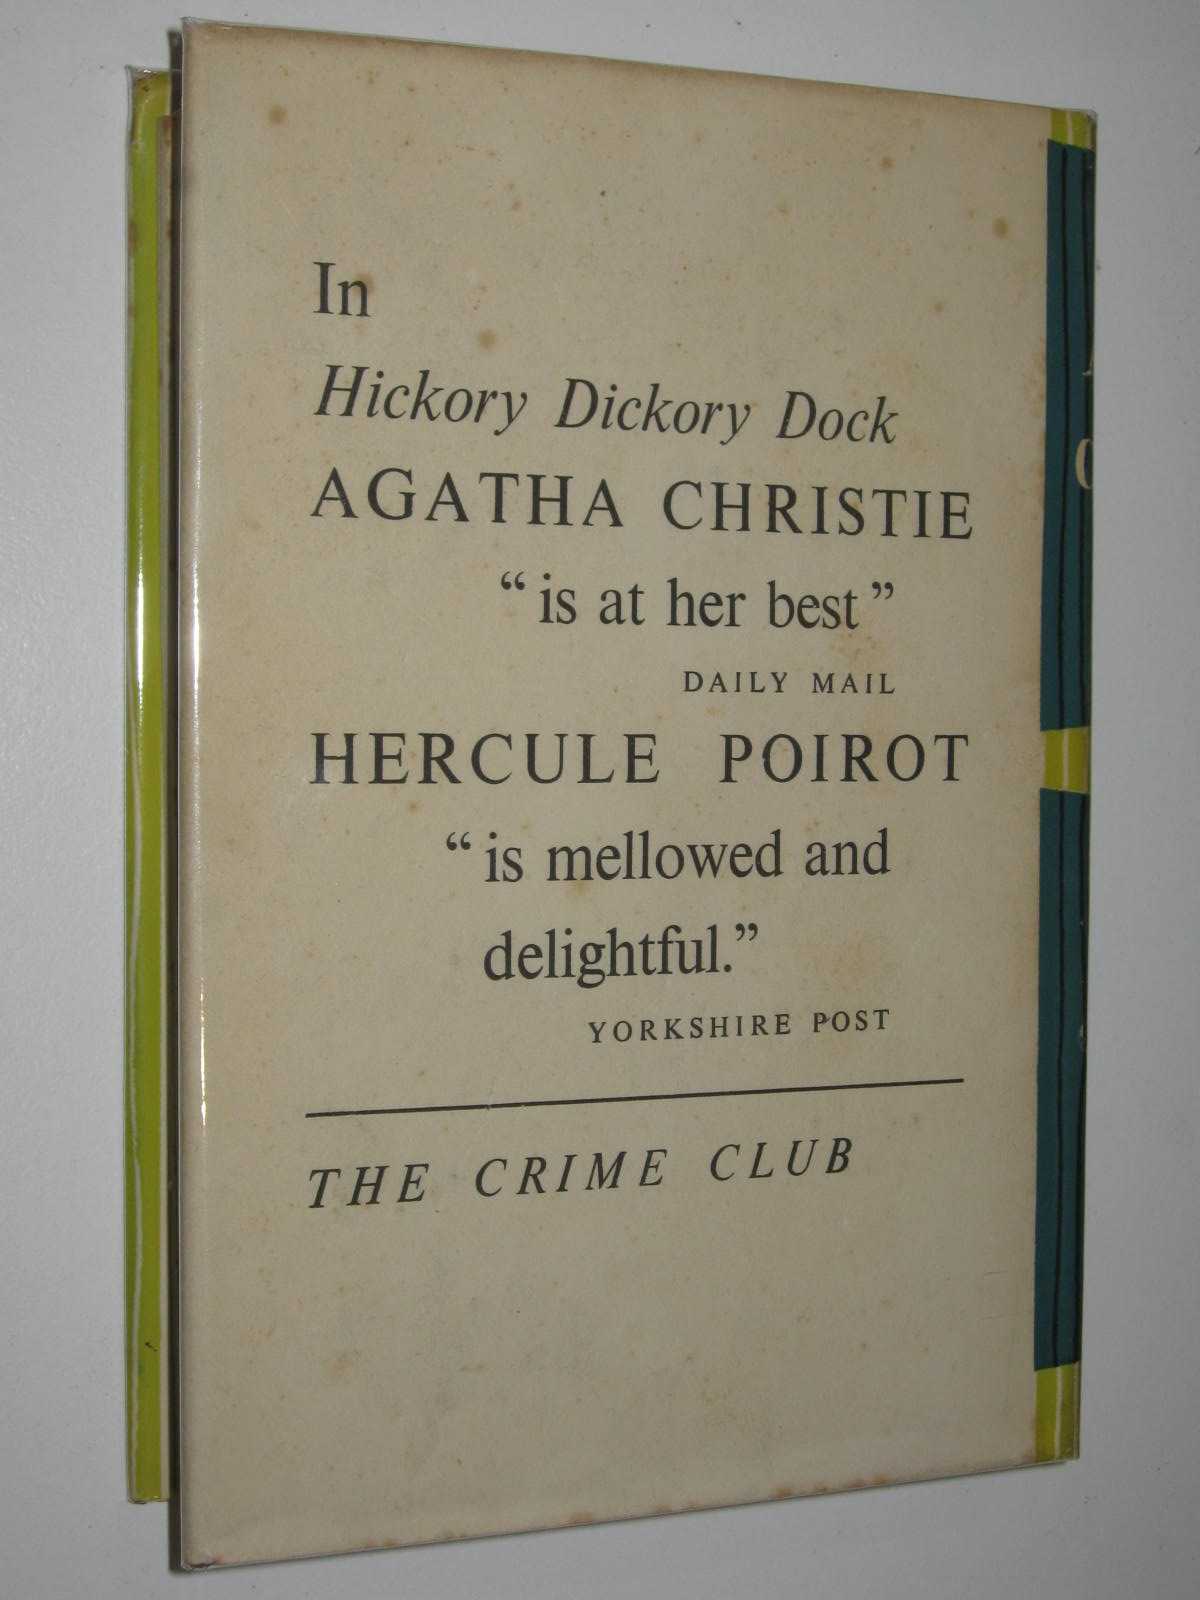 In
Hickory Dickory Dock
AGATHA CHRISTIE
“is at her best”
DAILY MAIL
HERCULE POIROT
“is mellowed and
delightful.”
YORKSHIRE POST
THE CRIME CLUB